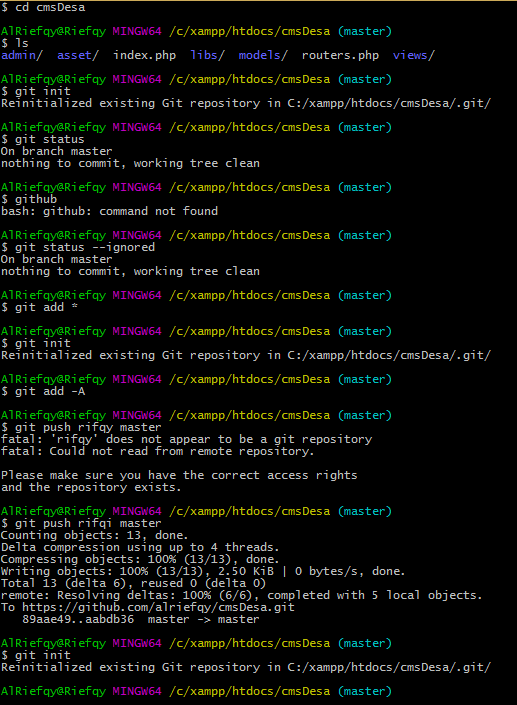 $ cd cmsDesa
AlRiefqy@Riefqy MINGW64 /c/xampp/htdocs/cmsDesa (master)
$ ls
admin/  asset/  index.php  libs/  models/  routers.php  views/
AlRiefqy@Riefqy MINGW64 /c/xampp/htdocs/cmsDesa (master)
$ git init
Reinitialized existing Git repository in C:/xampp/htdocs/cmsDesa/.git/
AlRiefqy@Riefqy MINGW64 /c/xampp/htdocs/cmsDesa (master)
$ git status
On branch master
nothing to commit, working tree clean
AlRiefqy@Riefqy MINGW64 /c/xampp/htdocs/cmsDesa (master)
$ github
bash: github: command not found
AlRiefqy@Riefqy MINGW64 /c/xampp/htdocs/cmsDesa (master)
$ git status --ignored
On branch master
nothing to commit, working tree clean
AlRiefqy@Riefqy MINGW64 /c/xampp/htdocs/cmsDesa (master)
$ git add *
AlRiefqy@Riefqy MINGW64 /c/xampp/htdocs/cmsDesa (master)
$ git init
Reinitialized existing Git repository in C:/xampp/htdocs/cmsDesa/.git/
AlRiefqy@Riefqy MINGW64 /c/xampp/htdocs/cmsDesa (master)
$ git add -A
AlRiefqy@Riefqy MINGW64 /c/xampp/htdocs/cmsDesa (master)
$ git push rifqy master
fatal: 'rifqy' does not appear to be a git repository
fatal: Could not read from remote repository.
Please make sure you have the correct access rights
and the repository exists.
AlRiefqy@Riefqy MINGW64 /c/xampp/htdocs/cmsDesa (master)
$ git push rifqi master
Counting objects: 13, done.
Delta compression using up to 4 threads.
Compressing objects: 100% (13/13), done.
Writing objects: 100% (13/13), 2.50 KiB | 0 bytes/s, done.
Total 13 (delta 6), reused 0 (delta 0)
remote: Resolving deltas: 100% (6/6), completed with 5 local objects.
To https://github.com/alriefqy/cmsDesa.git
   89aae49..aabdb36  master -> master
AlRiefqy@Riefqy MINGW64 /c/xampp/htdocs/cmsDesa (master)
$ git init
Reinitialized existing Git repository in C:/xampp/htdocs/cmsDesa/.git/
AlRiefqy@Riefqy MINGW64 /c/xampp/htdocs/cmsDesa (master)